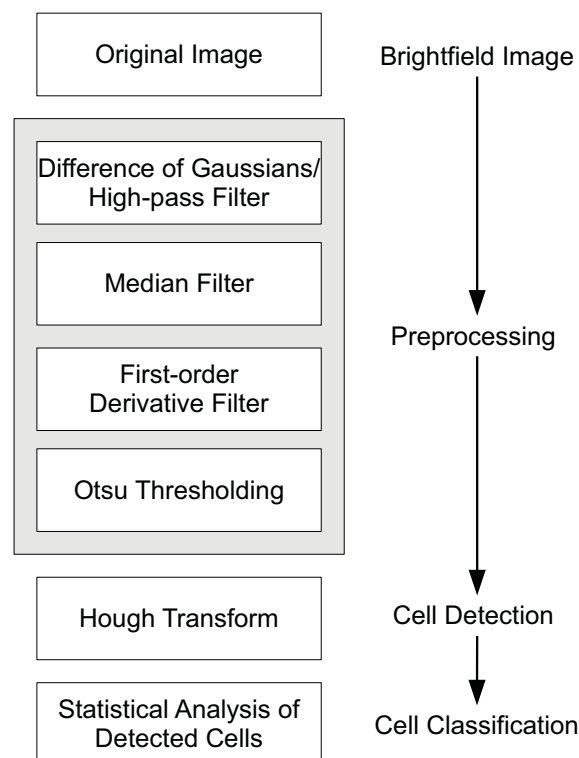 Original Image
Brightfield Image
Difference of Gaussians/
High-pass Filter
Median Filter
Preprocessing
First-order
Derivative Filter
Otsu Thresholding
Hough Transform
Cell Detection
Statistical Analysis of
Detected Cells
Cell Classification